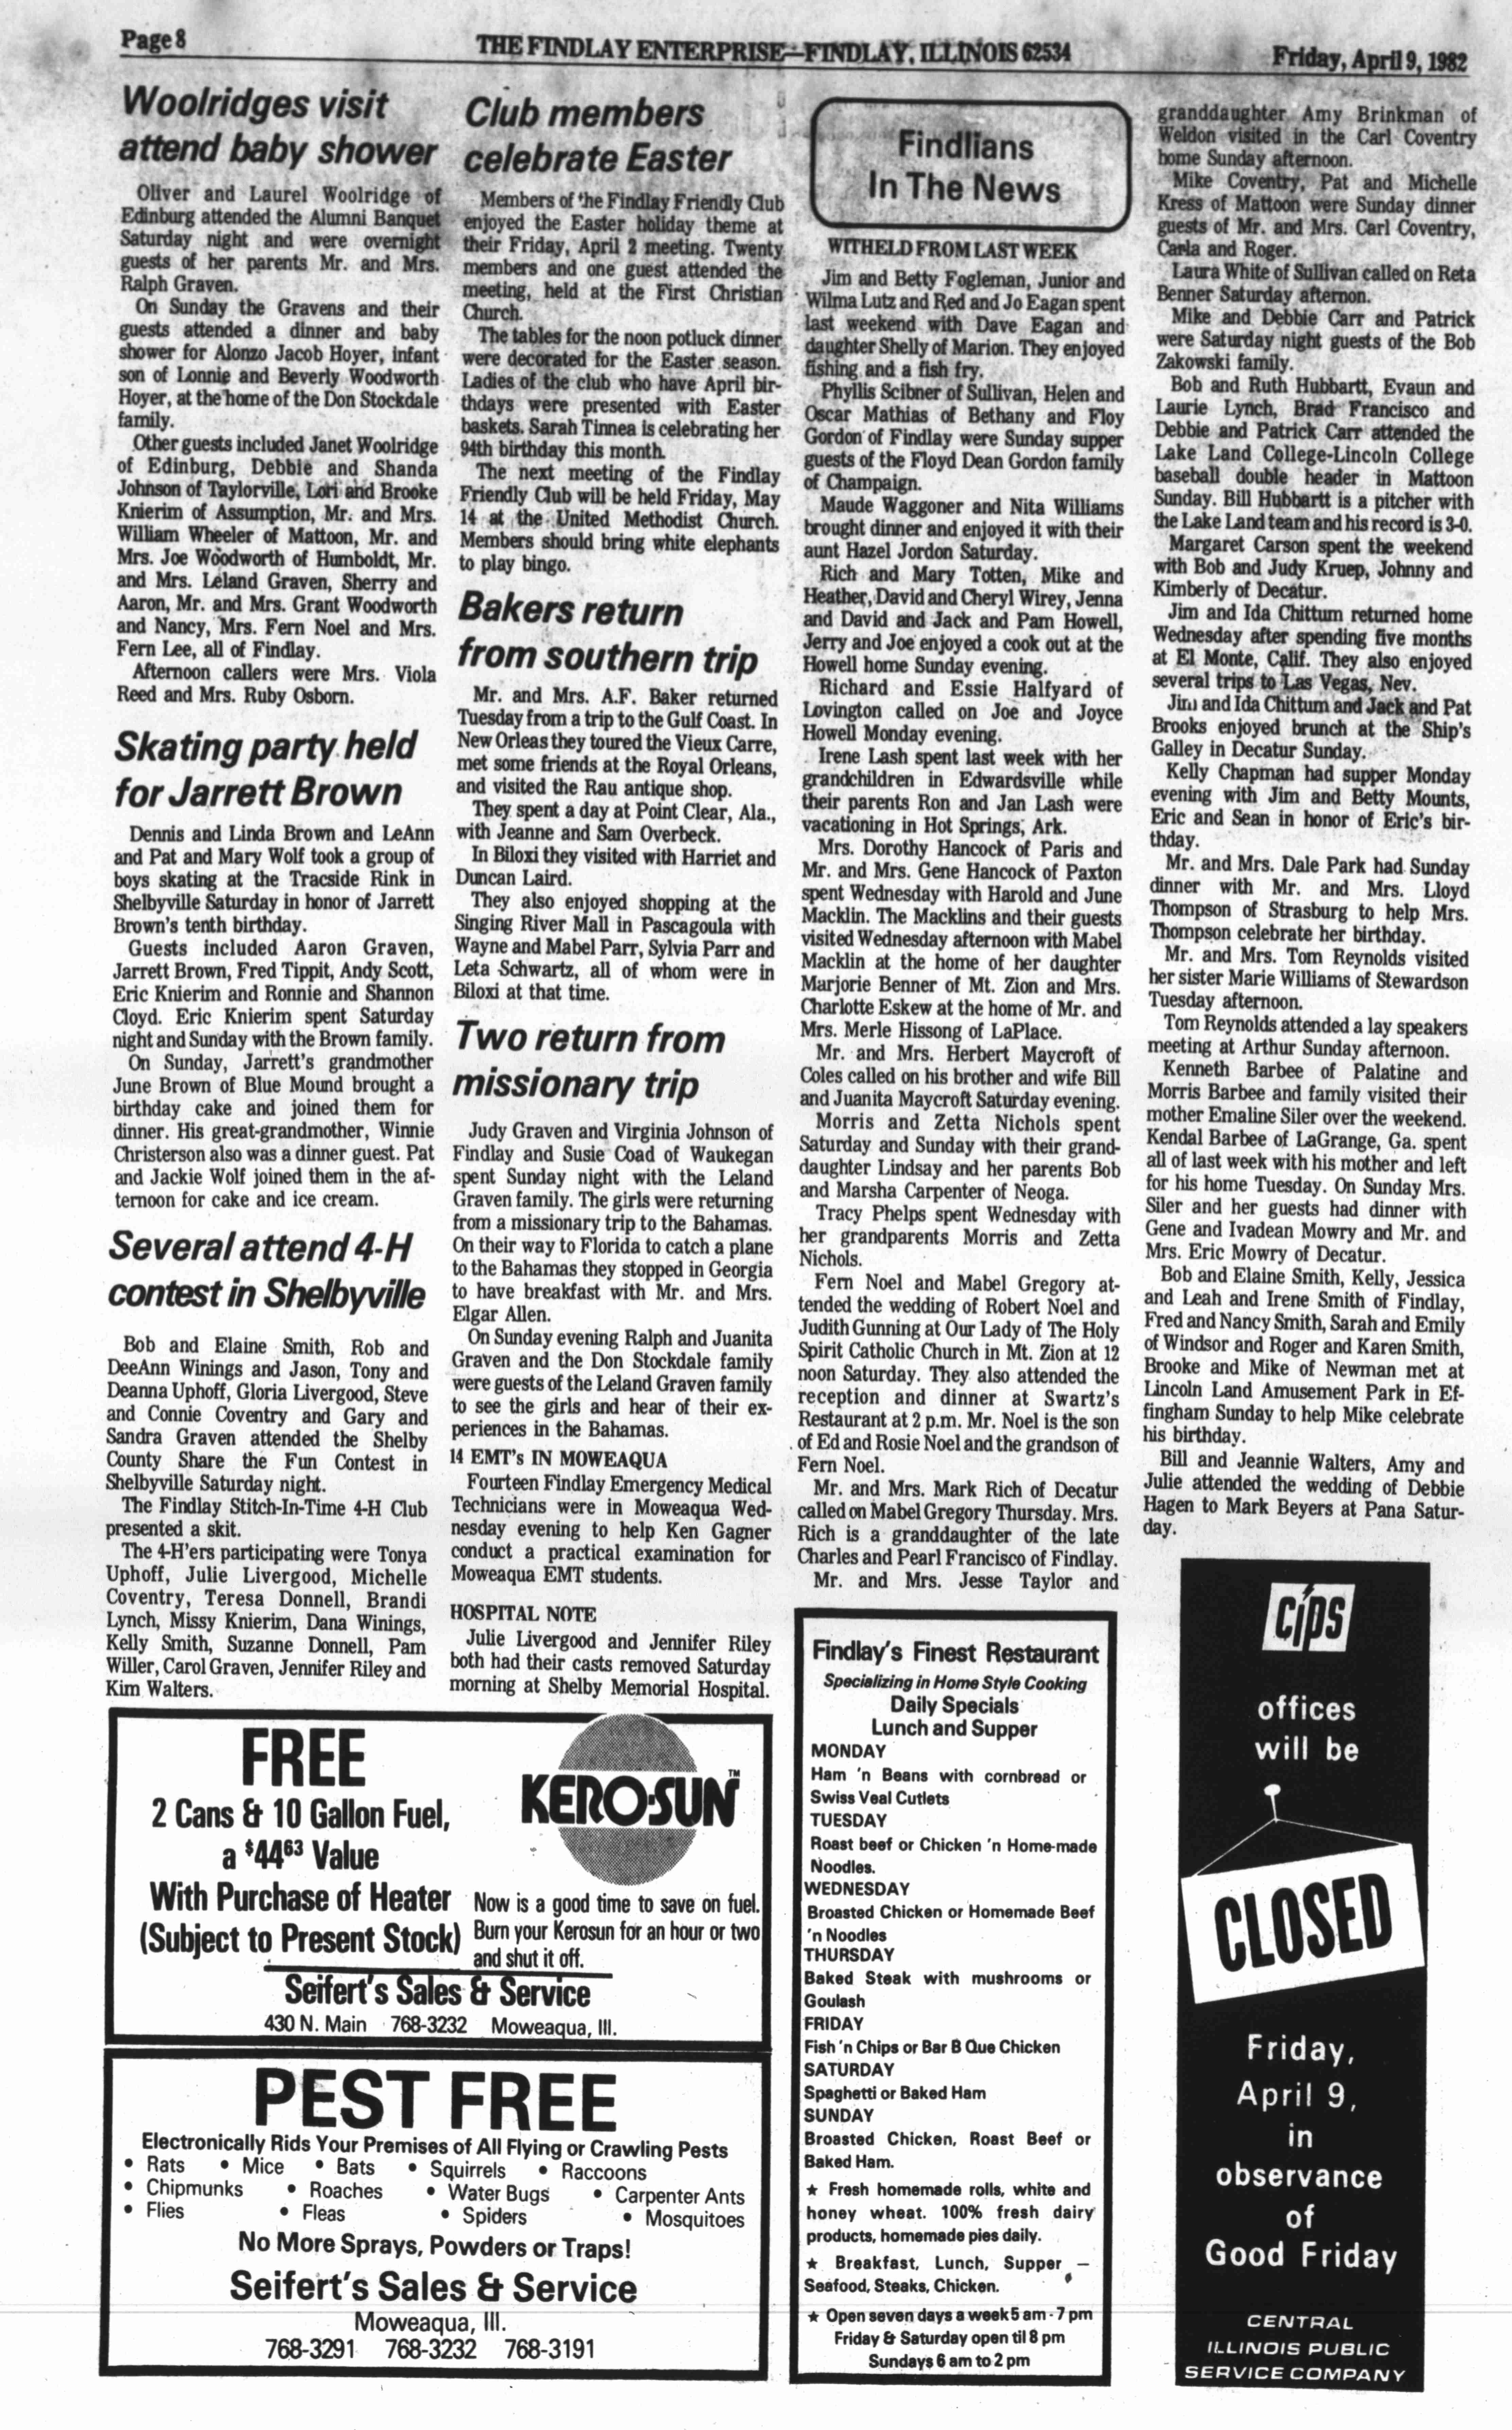 Page 8
THE FINDLAY ENTERPRISE—FINDLAY, ILLINOIS 62534
Friday, April 9, 1982
Woolridges visit
attend baby shower
Oliver and Laurel Woolridge of
Edinburg attended the Alumni Banquet
Saturday night and were overnight
guests of her parents Mr. and Mrs.
Ralph Graven.
On Sunday the Gravens and their
guests attended a dinner and baby
shower for Alonzo Jacob Hoyer, infant
son of Lonnie and Beverly Woodworth
Hoyer, at the home of the Don Stockdale
family.
Other guests included Janet Woolridge
of Edinburg, Debbie and Shanda
Johnson of Taylorville, Lori and Brooke
Knierim of Assumption, Mr. and Mrs.
William Wheeler of Mattoon, Mr. and
Mrs. Joe Woodworth of Humboldt, Mr.
and Mrs. Leland Graven, Sherry and
Aaron, Mr. and Mrs. Grant Woodworth
and Nancy, Mrs. Fern Noel and Mrs.
Fern Lee, all of Findlay.
Afternoon callers were Mrs. Viola
Reed and Mrs. Ruby Osborn.
Skating party held
for Jarrett Brown
Dennis and Linda Brown and LeAnn
and Pat and Mary Wolf took a group of
boys skating at the Tracside Rink in
Shelbyville Saturday in honor of Jarrett
Brown's tenth birthday.
Guests included Aaron Graven,
Jarrett Brown, Fred Tippit, Andy Scott,
Eric Knierim and Ronnie and Shannon
Cloyd. Eric Knierim spent Saturday
night and Sunday with the Brown family.
On Sunday, Jarrett's grandmother
June Brown of Blue Mound brought a
birthday cake and joined them for
dinner. His great-grandmother, Winnie
Christerson also was a dinner guest. Pat
and Jackie Wolf joined them in the af-
ternoon for cake and ice cream.
Several attend 4-H
contest in Shelbyville
Bob and Elaine Smith, Rob and
DeeAnn Winings and Jason, Tony and
Deanna Uphoff, Gloria Livergood, Steve
and Connie Coventry and Gary and
Sandra Graven attended the Shelby
County Share the Fun Contest in
Shelbyville Saturday night.
The Findlay Stitch-In-Time 4-H Club
presented a skit.
The 4-H'ers participating were Tonya
Uphoff, Julie Livergood, Michelle
Coventry, Teresa Donnell, Brandi
Lynch, Missy Knierim, Dana Winings,
Kelly Smith, Suzanne Donnell, Pam
Willer, Carol Graven, Jennifer Riley and
Kim Walters.
Club members
celebrate Easter
Members of the Findlay Friendly Club
enjoyed the Easter holiday theme at
their Friday, April 2 meeting. Twenty
members and one guest attended the
meeting, held at the First Christian
Church.
The tables for the noon potluck dinner
were decorated for the Easter season.
Ladies of the club who have April bir-
thdays were presented with Easter
baskets. Sarah Tinnea is celebrating her
94th birthday this month.
The next meeting of the Findlay
Friendly Club will be held Friday, May
14 at the United Methodist Church.
Members should bring white elephants
to play bingo.
Bakers return
from southern trip
Mr. and Mrs. A.F. Baker returned
Tuesday from a trip to the Gulf Coast. In
New Orleas they toured the Vieux Carre,
met some friends at the Royal Orleans,
and visited the Rau antique shop.
They spent a day at Point Clear, Ala.,
with Jeanne and Sam Overbeck.
In Biloxi they visited with Harriet and
Duncan Laird.
They also enjoyed shopping at the
Singing River Mall in Pascagoula with
Wayne and Mabel Parr, Sylvia Parr and
Leta Schwartz, all of whom were in
Biloxi at that time.
Two return from
missionary trip
Judy Graven and Virginia Johnson of
Findlay and Susie Coad of Waukegan
spent Sunday night with the Leland
Graven family. The girls were returning
from a missionary trip to the Bahamas.
On their way to Florida to catch a plane
to the Bahamas they stopped in Georgia
to have breakfast with Mr. and Mrs.
Elgar Allen.
On Sunday evening Ralph and Juanita
Graven and the Don Stockdale family
were guests of the Leland Graven family
to see the girls and hear of their ex-
periences in the Bahamas.
14 EMT's IN MOWEAQUA
Fourteen Findlay Emergency Medical
Technicians were in Moweaqua Wed-
nesday evening to help Ken Gagner
conduct a practical examination for
Moweaqua EMT students.
HOSPITAL NOTE
Julie Livergood and Jennifer Riley
both had their casts removed Saturday
morning at Shelby Memorial Hospital.
Findlians
In The News
WITHELD FROM LAST WEEK
Jim and Betty Fogleman, Junior and
Wilma Lutz and Red and Jo Eagan spent
last weekend with Dave Eagan and
daughter Shelly of Marion. They enjoyed
fishing and a fish fry.
Phyllis Scibner of Sullivan, Helen and
Oscar Mathias of Bethany and Floy
Gordon of Findlay were Sunday supper
guests of the Floyd Dean Gordon family
of Champaign.
Maude Waggoner and Nita Williams
brought dinner and enjoyed it with their
aunt Hazel Jordon Saturday.
Rich and Mary Totten, Mike and
Heather, David and Cheryl Wirey, Jenna
and David and Jack and Pam Howell,
Jerry and Joe enjoyed a cook out at the
Howell home Sunday evening.
Richard and Essie Halfyard of
Lovington called on Joe and Joyce
Howell Monday evening.
Irene Lash spent last week with her
grandchildren in Edwardsville while
their parents Ron and Jan Lash were
vacationing in Hot Springs, Ark.
Mrs. Dorothy Hancock of Paris and
Mr. and Mrs. Gene Hancock of Paxton
spent Wednesday with Harold and June
Macklin. The Macklins and their guests
visited Wednesday afternoon with Mabel
Macklin at the home of her daughter
Marjorie Benner of Mt. Zion and Mrs.
Charlotte Eskew at the home of Mr. and
Mrs. Merle Hissong of LaPlace.
Mr. and Mrs. Herbert Maycroft of
Coles called on his brother and wife Bill
and Juanita Maycroft Saturday evening.
Morris and Zetta Nichols spent
Saturday and Sunday with their grand-
daughter Lindsay and her parents Bob
and Marsha Carpenter of Neoga.
Tracy Phelps spent Wednesday with
her grandparents Morris and Zetta
Nichols.
Fern Noel and Mabel Gregory at-
tended the wedding of Robert Noel and
Judith Gunning at Our Lady of The Holy
Spirit Catholic Church in Mt. Zion at 12
noon Saturday. They also attended the
reception and dinner at Swartz's
Restaurant at 2 p.m. Mr. Noel is the son
of Ed and Rosie Noel and the grandson of
Fern Noel.
Mr. and Mrs. Mark Rich of Decatur
called on Mabel Gregory Thursday. Mrs.
Rich is a granddaughter of the late
Charles and Pearl Francisco of Findlay.
Mr. and Mrs. Jesse Taylor and
granddaughter Amy Brinkman of
Weldon visited in the Carl Coventry
home Sunday afternoon.
Mike Coventry, Pat and Michelle
Kress of Mattoon were Sunday dinner
guests of Mr. and Mrs. Carl Coventry,
Carla and Roger.
Laura White of Sullivan called on Reta
Benner Saturday afternon.
Mike and Debbie Carr and Patrick
were Saturday night guests of the Bob
Zakowski family.
Bob and Ruth Hubbartt, Evaun and
Laurie Lynch, Brad Francisco and
Debbie and Patrick Carr attended the
Lake Land College-Lincoln College
baseball double header in Mattoon
Sunday. Bill Hubbartt is a pitcher with
the Lake Land team and his record is 3-0.
Margaret Carson spent the weekend
with Bob and Judy Kruep, Johnny and
Kimberly of Decatur.
Jim and Ida Chittum returned home
Wednesday after spending five months
at El Monte, Calif. They also enjoyed
several trips to Las Vegas, Nev.
Jim and Ida Chittum and Jack and Pat
Brooks enjoyed brunch at the Ship's
Galley in Decatur Sunday.
Kelly Chapman had supper Monday
evening with Jim and Betty Mounts,
Eric and Sean in honor of Eric's bir-
thday.
Mr. and Mrs. Dale Park had Sunday
dinner with Mr. and Mrs. Lloyd
Thompson of Strasburg to help Mrs.
Thompson celebrate her birthday.
Mr. and Mrs. Tom Reynolds visited
her sister Marie Williams of Stewardson
Tuesday afternoon.
Tom Reynolds attended a lay speakers
meeting at Arthur Sunday afternoon.
Kenneth Barbee of Palatine and
Morris Barbee and family visited their
mother Emaline Siler over the weekend.
Kendal Barbee of LaGrange, Ga. spent
all of last week with his mother and left
for his home Tuesday. On Sunday Mrs.
Siler and her guests had dinner with
Gene and Ivadean Mowry and Mr. and
Mrs. Eric Mowry of Decatur.
Bob and Elaine Smith, Kelly, Jessica
and Leah and Irene Smith of Findlay,
Fred and Nancy Smith, Sarah and Emily
of Windsor and Roger and Karen Smith,
Brooke and Mike of Newman met at
Lincoln Land Amusement Park in Ef-
fingham Sunday to help Mike celebrate
his birthday.
Bill and Jeannie Walters, Amy and
Julie attended the wedding of Debbie
Hagen to Mark Beyers at Pana Satur-
day.
FREE
2 Cans & 10 Gallon Fuel,
a $44 63 Value
With Purchase of Heater
(Subject to Present Stock)
KERO-SUN™
Now is a good time to save on fuel.
Burn your Kerosun for an hour or two
and shut it off.
Seifert's Sales & Service
430 N. Main 768-3232 Moweaqua, Ill.
PEST FREE
Electronically Rids Your Premises of All Flying or Crawling Pests
• Rats • Mice • Bats • Squirrels • Raccoons
• Chipmunks • Roaches • Water Bugs • Carpenter Ants
• Flies • Fleas • Spiders • Mosquitoes
No More Sprays, Powders or Traps!
Seifert's Sales & Service
Moweaqua, Ill.
768-3291 768-3232 768-3191
Findlay's Finest Restaurant
Specializing in Home Style Cooking
Daily Specials
Lunch and Supper
MONDAY
Ham 'n Beans with cornbread or
Swiss Veal Cutlets
TUESDAY
Roast beef or Chicken 'n Home-made
Noodles.
WEDNESDAY
Broasted Chicken or Homemade Beef
'n Noodles
THURSDAY
Baked Steak with mushrooms or
Goulash
FRIDAY
Fish 'n Chips or Bar B Que Chicken
SATURDAY
Spaghetti or Baked Ham
SUNDAY
Broasted Chicken, Roast Beef or
Baked Ham.
★ Fresh homemade rolls, white and
honey wheat. 100% fresh dairy
products, homemade pies daily.
★ Breakfast, Lunch, Supper —
Seafood, Steaks, Chicken.
★ Open seven days a week 5 am - 7 pm
Friday & Saturday open til 8 pm
Sundays 6 am to 2 pm
CIPS
offices
will be
CLOSED
Friday,
April 9,
in
observance
of
Good Friday
CENTRAL
ILLINOIS PUBLIC
SERVICE COMPANY